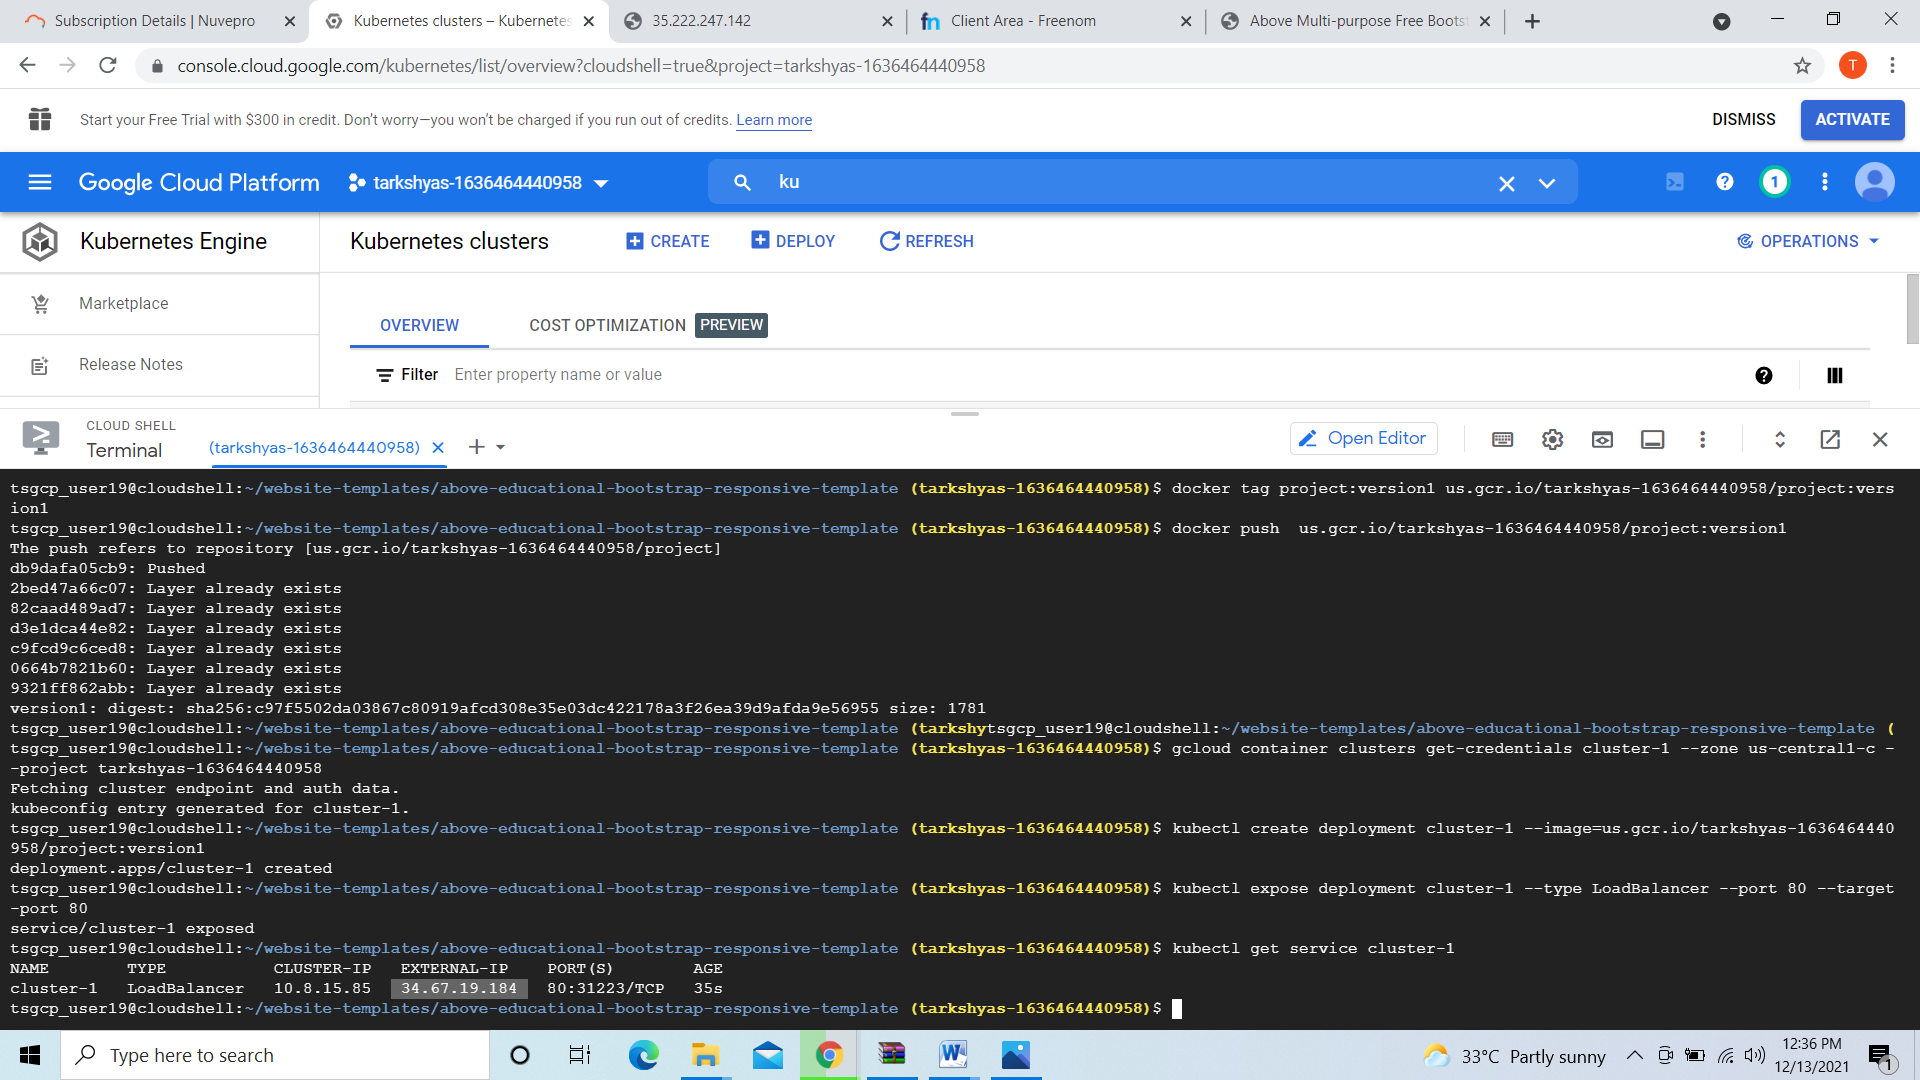 Subscription Details | Nuvepro
Kubernetes clusters – Kubernetes
35.222.247.142
Client Area - Freenom
Above Multi-purpose Free Boots
console.cloud.google.com/kubernetes/list/overview?cloudshell=true&project=tarkshyas-1636464440958
T
Start your Free Trial with $300 in credit. Don't worry—you won't be charged if you run out of credits. Learn more
DISMISS
ACTIVATE
Google Cloud Platform
tarkshyas-1636464440958
ku
1
Kubernetes Engine
Kubernetes clusters
CREATE
DEPLOY
REFRESH
OPERATIONS
Marketplace
Release Notes
OVERVIEW
COST OPTIMIZATION
PREVIEW
Filter
Enter property name or value
CLOUD SHELL
Terminal
(tarkshyas-1636464440958)
Open Editor
tsgcp_user19@cloudshell:~/website-templates/above-educational-bootstrap-responsive-template (tarkshyas-1636464440958)$ docker tag project:version1 us.gcr.io/tarkshyas-1636464440958/project:vers
ion1
tsgcp_user19@cloudshell:~/website-templates/above-educational-bootstrap-responsive-template (tarkshyas-1636464440958)$ docker push  us.gcr.io/tarkshyas-1636464440958/project:version1
The push refers to repository [us.gcr.io/tarkshyas-1636464440958/project]
db9dafa05cb9: Pushed
2bed47a66c07: Layer already exists
82caad489ad7: Layer already exists
d3e1dca44e82: Layer already exists
c9fcd9c6ced8: Layer already exists
0664b7821b60: Layer already exists
9321ff862abb: Layer already exists
version1: digest: sha256:c97f5502da03867c80919afcd308e35e03dc422178a3f26ea39d9afda9e56955 size: 1781
tsgcp_user19@cloudshell:~/website-templates/above-educational-bootstrap-responsive-template (tarkshytsgcp_user19@cloudshell:~/website-templates/above-educational-bootstrap-responsive-template (
tsgcp_user19@cloudshell:~/website-templates/above-educational-bootstrap-responsive-template (tarkshyas-1636464440958)$ gcloud container clusters get-credentials cluster-1 --zone us-central1-c -
-project tarkshyas-1636464440958
Fetching cluster endpoint and auth data.
kubeconfig entry generated for cluster-1.
tsgcp_user19@cloudshell:~/website-templates/above-educational-bootstrap-responsive-template (tarkshyas-1636464440958)$ kubectl create deployment cluster-1 --image=us.gcr.io/tarkshyas-1636464440
958/project:version1
deployment.apps/cluster-1 created
tsgcp_user19@cloudshell:~/website-templates/above-educational-bootstrap-responsive-template (tarkshyas-1636464440958)$ kubectl expose deployment cluster-1 --type LoadBalancer --port 80 --target
-port 80
service/cluster-1 exposed
tsgcp_user19@cloudshell:~/website-templates/above-educational-bootstrap-responsive-template (tarkshyas-1636464440958)$ kubectl get service cluster-1
NAME TYPE CLUSTER-IP EXTERNAL-IP PORT(S) AGE
cluster-1 LoadBalancer 10.8.15.85 34.67.19.184 80:31223/TCP 35s
tsgcp_user19@cloudshell:~/website-templates/above-educational-bootstrap-responsive-template (tarkshyas-1636464440958)$
Type here to search
33°C Partly sunny
12:36 PM
12/13/2021
1